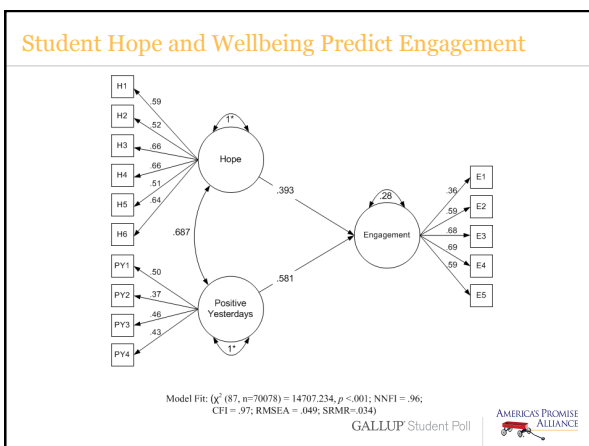 Student Hope and Wellbeing Predict Engagement
H1
H2
H3
H4
H5
H6
.59
.52
.66
.66
.51
.64
1*
Hope
.393
.687
PY1
PY2
PY3
PY4
.50
.37
.46
.43
Positive
Yesterdays
1*
.581
.28
Engagement
.36
.59
.68
.69
.59
E1
E2
E3
E4
E5
Model Fit: (χ² (87, n=70078) = 14707.234, p <.001; NNFI = .96;
CFI = .97; RMSEA = .049; SRMR=.034)
GALLUP® Student Poll
AMERICA'S PROMISE
ALLIANCE